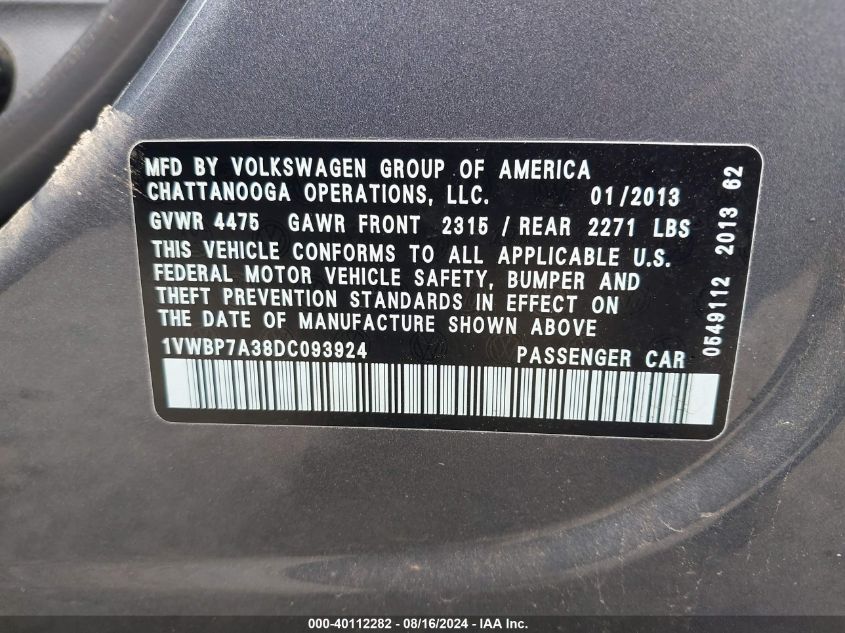 MFD BY VOLKSWAGEN GROUP OF AMERICA
CHATTANOOGA OPERATIONS, LLC. 01/2013
GVWR 4475 GAWR FRONT 2315 / REAR 2271 LBS
THIS VEHICLE CONFORMS TO ALL APPLICABLE U.S.
FEDERAL MOTOR VEHICLE SAFETY, BUMPER AND
THEFT PREVENTION STANDARDS IN EFFECT ON
THE DATE OF MANUFACTURE SHOWN ABOVE
1VWBP7A38DC093924 PASSENGER CAR
0549112 2013 62
000-40112282 - 08/16/2024 - IAA Inc.